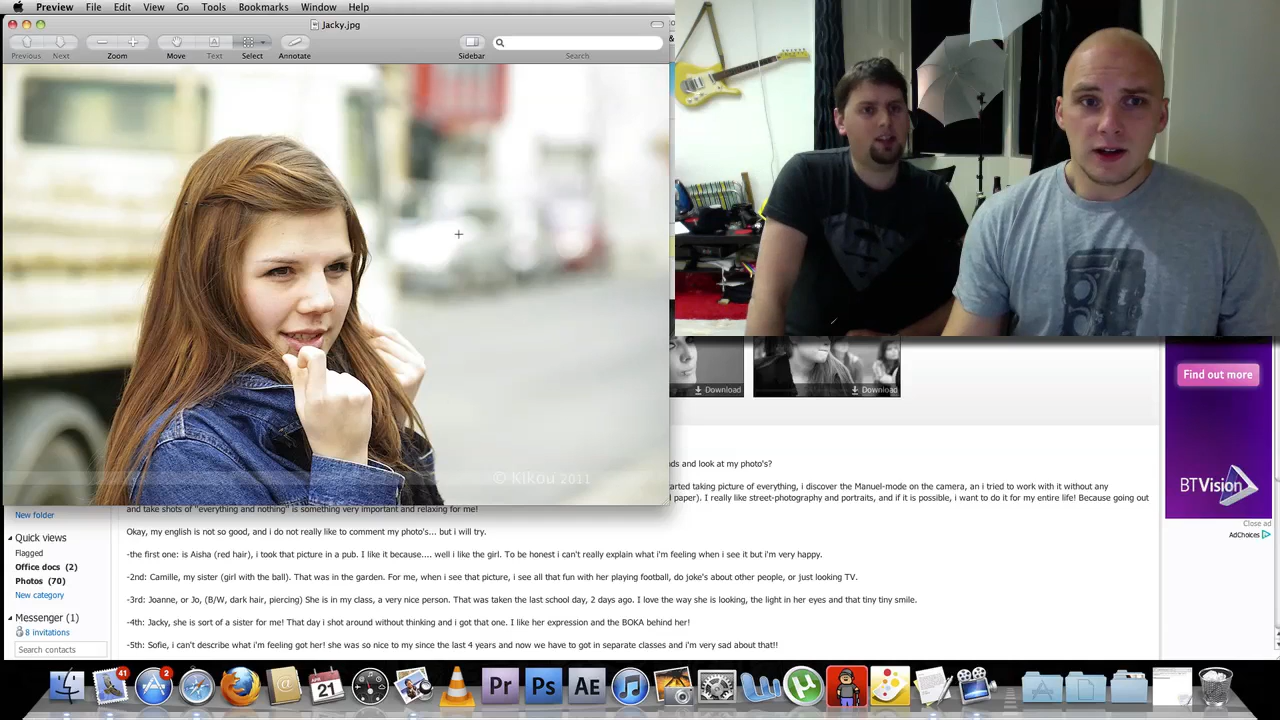 Preview File Edit View Go Tools Bookmarks Window Help
Jacky.jpg
Previous Next Zoom Move Text Select Annotate Sidebar Search
© Kikou 2011
Download Download
Find out more
BTVision
Close ad
AdChoices
ds and look at my photo's?
arted taking picture of everything, i discover the Manuel-mode on the camera, an i tried to work with it without any
paper). I really like street-photography and portraits, and if it is possible, i want to do it for my entire life! Because going out
and take shots of "everything and nothing" is something very important and relaxing for me!
Okay, my english is not so good, and i do not really like to comment my photo's... but i will try.
-the first one: is Aisha (red hair), i took that picture in a pub. I like it because.... well i like the girl. To be honest i can't really explain what i'm feeling when i see it but i'm very happy.
-2nd: Camille, my sister (girl with the ball). That was in the garden. For me, when i see that picture, i see all that fun with her playing football, do joke's about other people, or just looking TV.
-3rd: Joanne, or Jo, (B/W, dark hair, piercing) She is in my class, a very nice person. That was taken the last school day, 2 days ago. I love the way she is looking, the light in her eyes and that tiny tiny smile.
-4th: Jacky, she is sort of a sister for me! That day i shot around without thinking and i got that one. I like her expression and the BOKA behind her!
-5th: Sofie, i can't describe what i'm feeling got her! she was so nice to my since the last 4 years and now we have to got in separate classes and i'm very sad about that!!
New folder
Quick views
Flagged
Office docs (2)
Photos (70)
New category
Messenger (1)
8 invitations
Search contacts
41
2
APR
21
Pr
Ps
AE